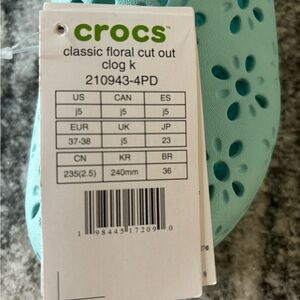 crocs™
classic floral cut out
clog k
210943-4PD
US CAN ES
j5 j5 j5
EUR UK JP
37-38 j5 23
CN KR BR
235(2.5) 240mm 36
1 98445 17209 0